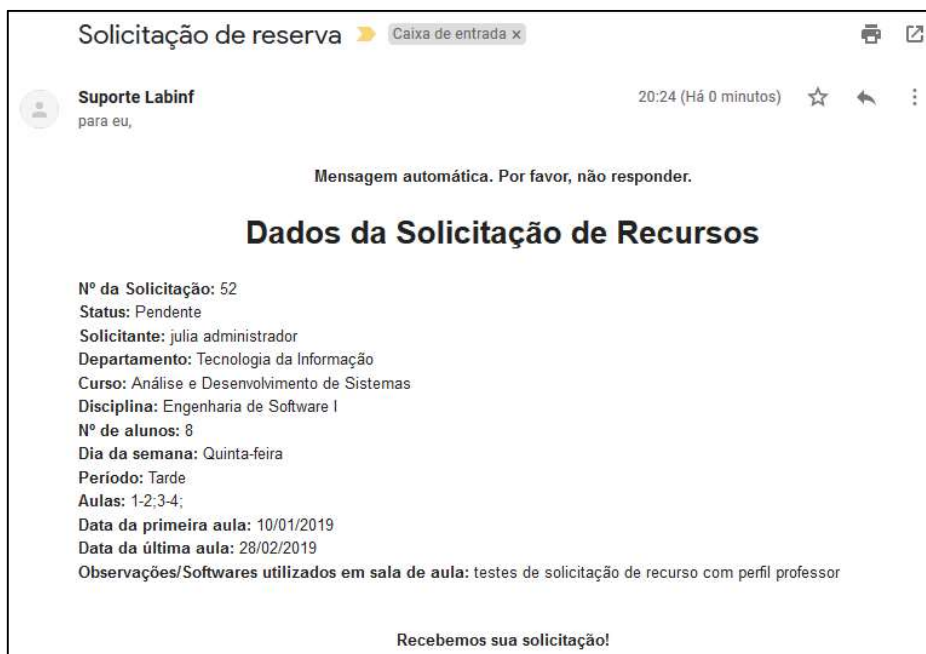 Solicitação de reserva Caixa de entrada x
Suporte Labinf 20:24 (Há 0 minutos)
para eu,
Mensagem automática. Por favor, não responder.
Dados da Solicitação de Recursos
Nº da Solicitação: 52
Status: Pendente
Solicitante: julia administrador
Departamento: Tecnologia da Informação
Curso: Análise e Desenvolvimento de Sistemas
Disciplina: Engenharia de Software I
Nº de alunos: 8
Dia da semana: Quinta-feira
Período: Tarde
Aulas: 1-2;3-4;
Data da primeira aula: 10/01/2019
Data da última aula: 28/02/2019
Observações/Softwares utilizados em sala de aula: testes de solicitação de recurso com perfil professor
Recebemos sua solicitação!